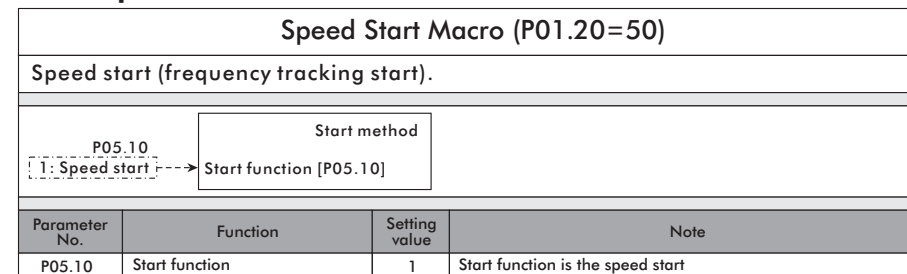 Speed Start Macro (P01.20=50)
Speed start (frequency tracking start).
Start method
P05.10
1: Speed start
Start function [P05.10]
Parameter No.
Function
Setting value
Note
P05.10
Start function
1
Start function is the speed start